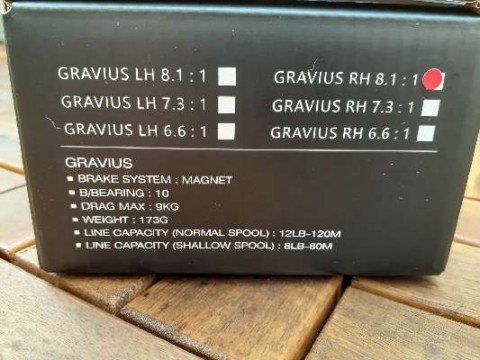 GRAVIUS LH 8.1 : 1
GRAVIUS RH 8.1 : 1
GRAVIUS LH 7.3 : 1
GRAVIUS RH 7.3 : 1
GRAVIUS LH 6.6 : 1
GRAVIUS RH 6.6 : 1
GRAVIUS
▪ BRAKE SYSTEM : MAGNET
▪ B/BEARING : 10
▪ DRAG MAX : 9KG
▪ WEIGHT : 173G
▪ LINE CAPACITY (NORMAL SPOOL) : 12LB-120M
▪ LINE CAPACITY (SHALLOW SPOOL) : 8LB-80M